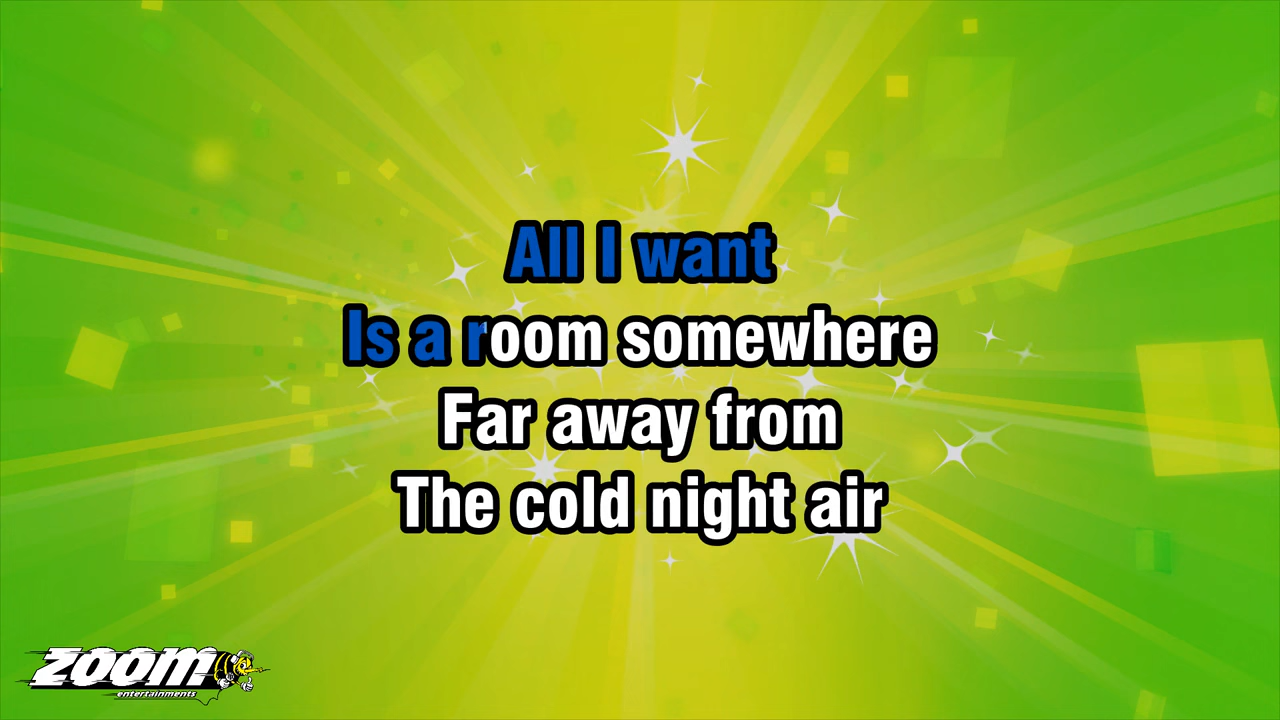 All I want
Is a room somewhere
Far away from
The cold night air
zoom
entertainments